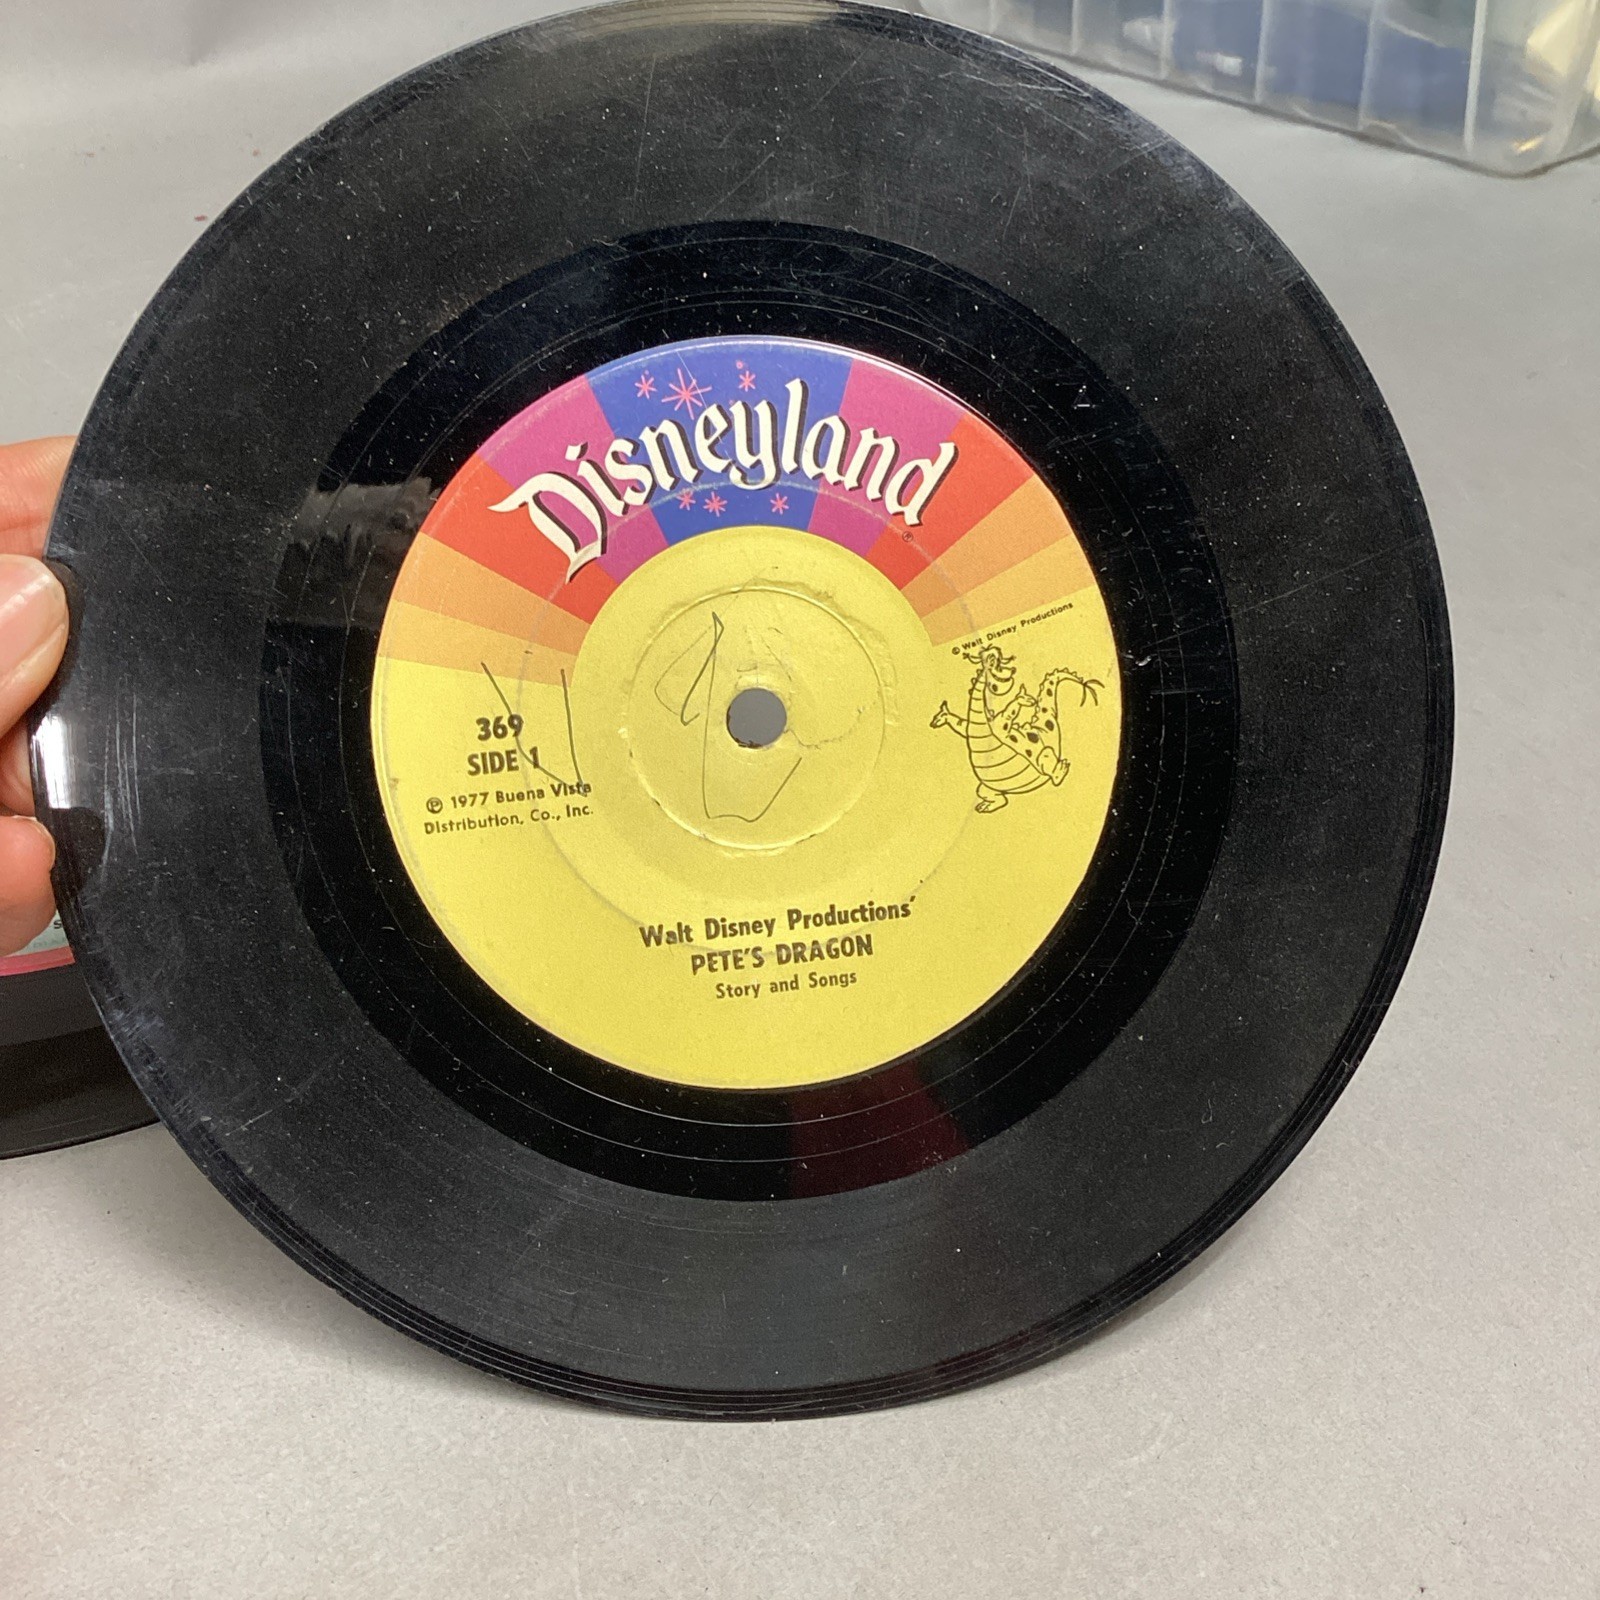 Disneyland®
© Walt Disney Productions
369
SIDE 1
℗ 1977 Buena Vista
Distribution, Co., Inc.
Walt Disney Productions'
PETE'S DRAGON
Story and Songs